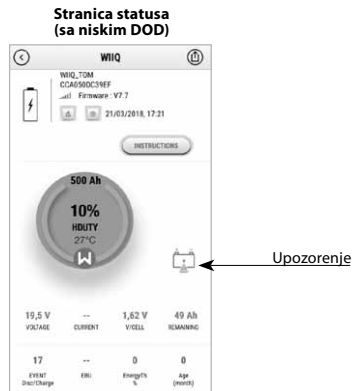 Stranica statusa
(sa niskim DOD)
WIIQ
WIIQ_TOM
CCA050DC39EF
Firmware: V7.7
21/03/2018, 17:21
INSTRUCTIONS
500 Ah
10%
HDUTY
27°C
Upozorenje
19,5 V -- 1,62 V 49 Ah
VOLTAGE CURRENT V/CELL REMAINING
17 -- 0 0
EVENT EBU EnergyTh Age
Disc/Charge % (month)